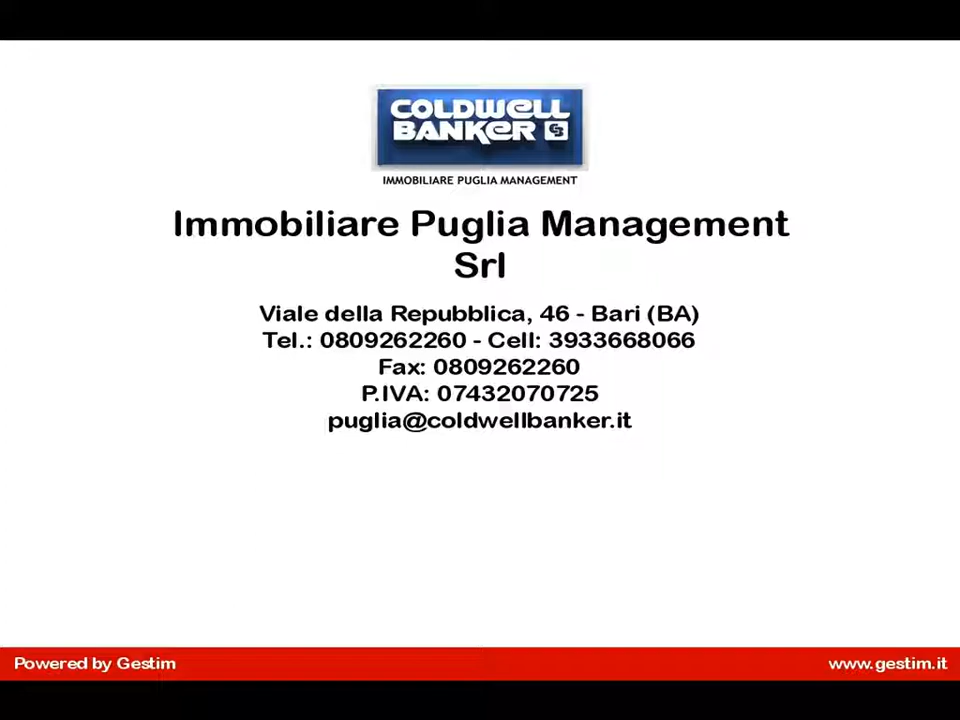 COLDWELL
BANKER CB
IMMOBILIARE PUGLIA MANAGEMENT
Immobiliare Puglia Management
Srl
Viale della Repubblica, 46 - Bari (BA)
Tel.: 0809262260 - Cell: 3933668066
Fax: 0809262260
P.IVA: 07432070725
puglia@coldwellbanker.it
Powered by Gestim
www.gestim.it